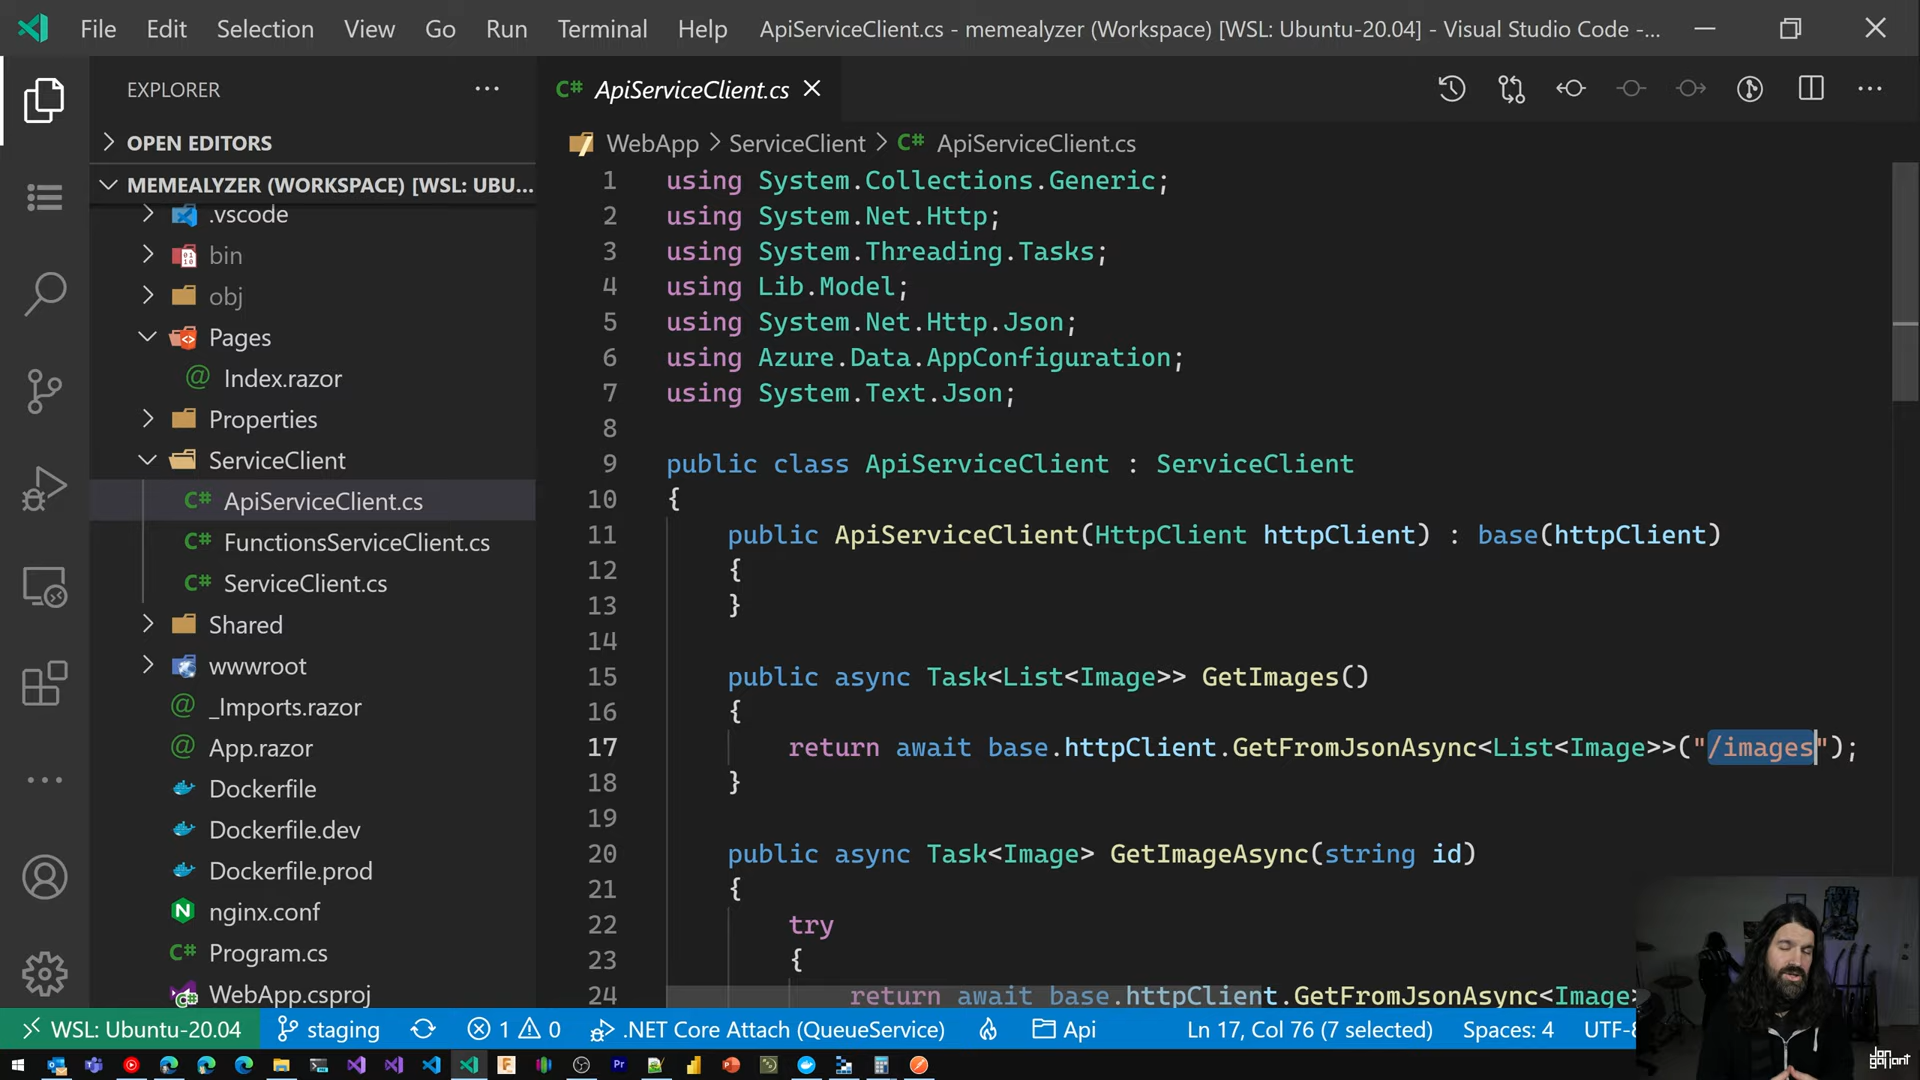 File Edit Selection View Go Run Terminal Help ApiServiceClient.cs - memealyzer (Workspace) [WSL: Ubuntu-20.04] - Visual Studio Code -...
EXPLORER
OPEN EDITORS
MEMEALYZER (WORKSPACE) [WSL: UBU...
.vscode
bin
obj
Pages
Index.razor
Properties
ServiceClient
C# ApiServiceClient.cs
C# FunctionsServiceClient.cs
C# ServiceClient.cs
Shared
wwwroot
_Imports.razor
App.razor
Dockerfile
Dockerfile.dev
Dockerfile.prod
nginx.conf
C# Program.cs
WebApp.csproj
C# ApiServiceClient.cs
WebApp > ServiceClient > C# ApiServiceClient.cs
1 using System.Collections.Generic;
2 using System.Net.Http;
3 using System.Threading.Tasks;
4 using Lib.Model;
5 using System.Net.Http.Json;
6 using Azure.Data.AppConfiguration;
7 using System.Text.Json;
8
9 public class ApiServiceClient : ServiceClient
10 {
11 public ApiServiceClient(HttpClient httpClient) : base(httpClient)
12 {
13 }
14
15 public async Task<List<Image>> GetImages()
16 {
17 return await base.httpClient.GetFromJsonAsync<List<Image>>("/images");
18 }
19
20 public async Task<Image> GetImageAsync(string id)
21 {
22 try
23 {
24 return await base.httpClient.GetFromJsonAsync<Image>
WSL: Ubuntu-20.04 staging 1 0 .NET Core Attach (QueueService) Api Ln 17, Col 76 (7 selected) Spaces: 4 UTF-8
jon gallant